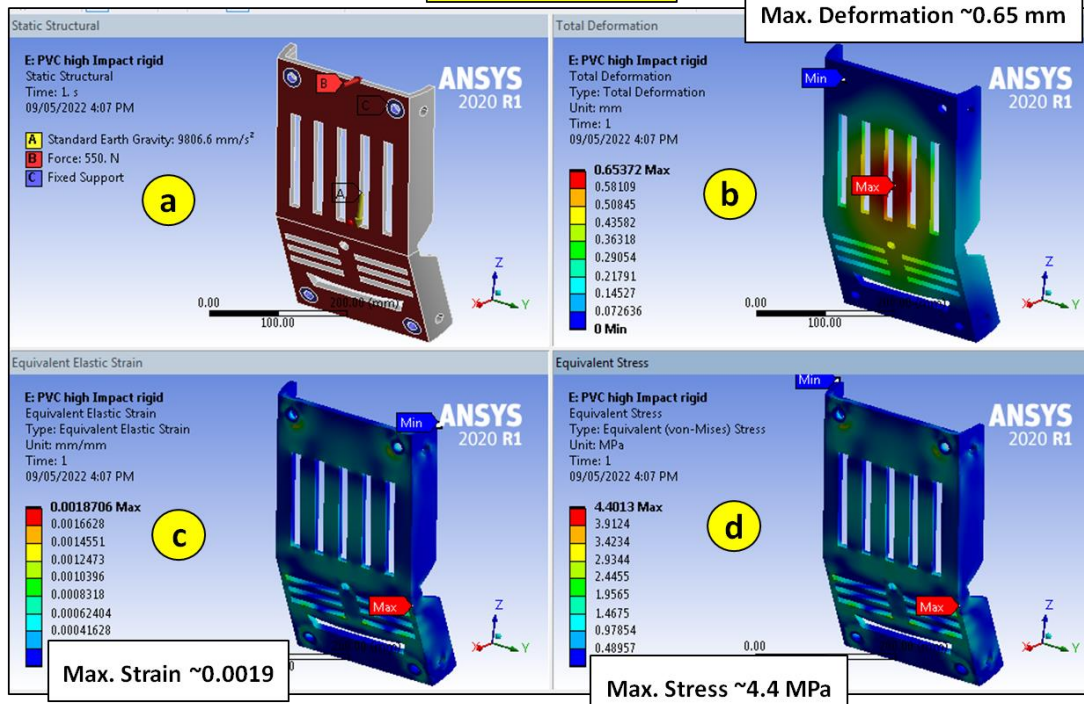 Max. Deformation ~0.65 mm
Static Structural
E: PVC high Impact rigid
Static Structural
Time: 1. s
09/05/2022 4:07 PM
A Standard Earth Gravity: 9806.6 mm/s²
B Force: 550. N
C Fixed Support
ANSYS
2020 R1
B
C
A
a
0.00
200.00 (mm)
100.00
Z
X
Y
Total Deformation
E: PVC high Impact rigid
Total Deformation
Type: Total Deformation
Unit: mm
Time: 1
09/05/2022 4:07 PM
0.65372 Max
0.58109
0.50845
0.43582
0.36318
0.29054
0.21791
0.14527
0.072636
0 Min
Min
ANSYS
2020 R1
Max
b
0.00
100.00
Z
X
Y
Equivalent Elastic Strain
E: PVC high Impact rigid
Equivalent Elastic Strain
Type: Equivalent Elastic Strain
Unit: mm/mm
Time: 1
09/05/2022 4:07 PM
0.0018706 Max
0.0016628
0.0014551
0.0012473
0.0010396
0.0008318
0.00062404
0.00041628
Min
ANSYS
2020 R1
c
Max
Z
X
Y
Max. Strain ~0.0019
Equivalent Stress
E: PVC high Impact rigid
Equivalent Stress
Type: Equivalent (von-Mises) Stress
Unit: MPa
Time: 1
09/05/2022 4:07 PM
4.4013 Max
3.9124
3.4234
2.9344
2.4455
1.9565
1.4675
0.97854
0.48957
Min
ANSYS
2020 R1
d
Max
0.00
Z
X
Y
Max. Stress ~4.4 MPa